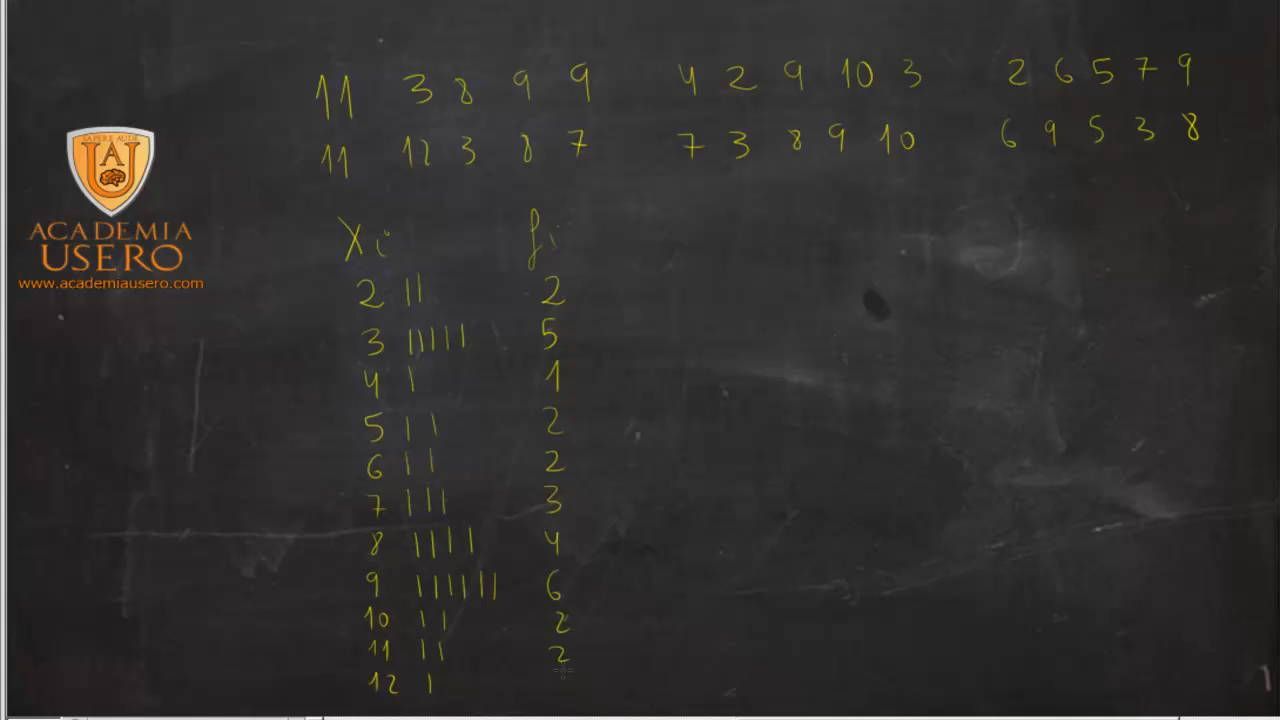 11 3 8 9 9 4 2 9 10 3 2 6 5 7 9
11 12 3 8 7 7 3 8 9 10 6 9 5 3 8
SAPERE AUDE
UA
ACADEMIA
USERO
www.academiausero.com
Xi fi
2 || 2
3 ||||| 5
4 | 1
5 || 2
6 || 2
7 ||| 3
8 |||| 4
9 |||||| 6
10 || 2
11 || 2
12 |